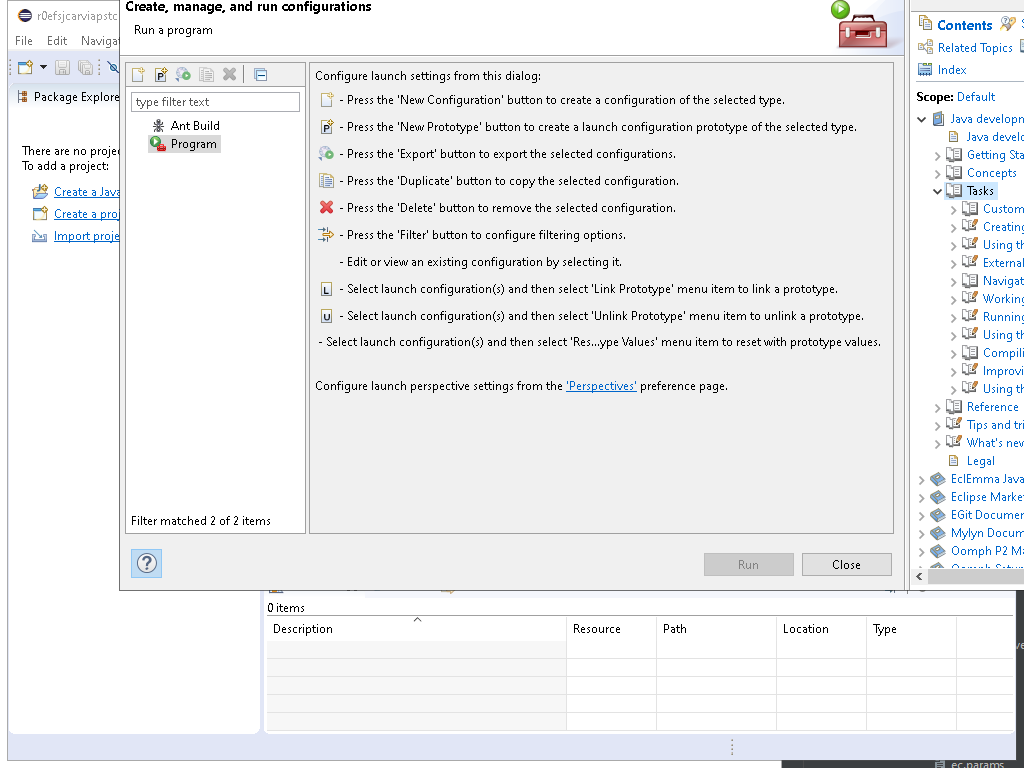 Create, manage, and run configurations
Run a program
r0efsjcarviapstc
File Edit Navigat
Package Explore
There are no projec
To add a project:
Create a Java
Create a proj
Import proje
type filter text
Ant Build
Program
Filter matched 2 of 2 items
Configure launch settings from this dialog:
- Press the 'New Configuration' button to create a configuration of the selected type.
P - Press the 'New Prototype' button to create a launch configuration prototype of the selected type.
- Press the 'Export' button to export the selected configurations.
- Press the 'Duplicate' button to copy the selected configuration.
- Press the 'Delete' button to remove the selected configuration.
- Press the 'Filter' button to configure filtering options.
- Edit or view an existing configuration by selecting it.
L - Select launch configuration(s) and then select 'Link Prototype' menu item to link a prototype.
U - Select launch configuration(s) and then select 'Unlink Prototype' menu item to unlink a prototype.
- Select launch configuration(s) and then select 'Res...ype Values' menu item to reset with prototype values.
Configure launch perspective settings from the 'Perspectives' preference page.
?
Run
Close
Contents
Related Topics
Index
Scope: Default
Java developm
Java develo
Getting Sta
Concepts
Tasks
Custom
Creating
Using th
External
Navigat
Working
Running
Using th
Compili
Improvi
Using th
Reference
Tips and tri
What's new
Legal
EclEmma Java
Eclipse Marke
EGit Documen
Mylyn Docum
Oomph P2 Ma
0 items
Description Resource Path Location Type
ec.params